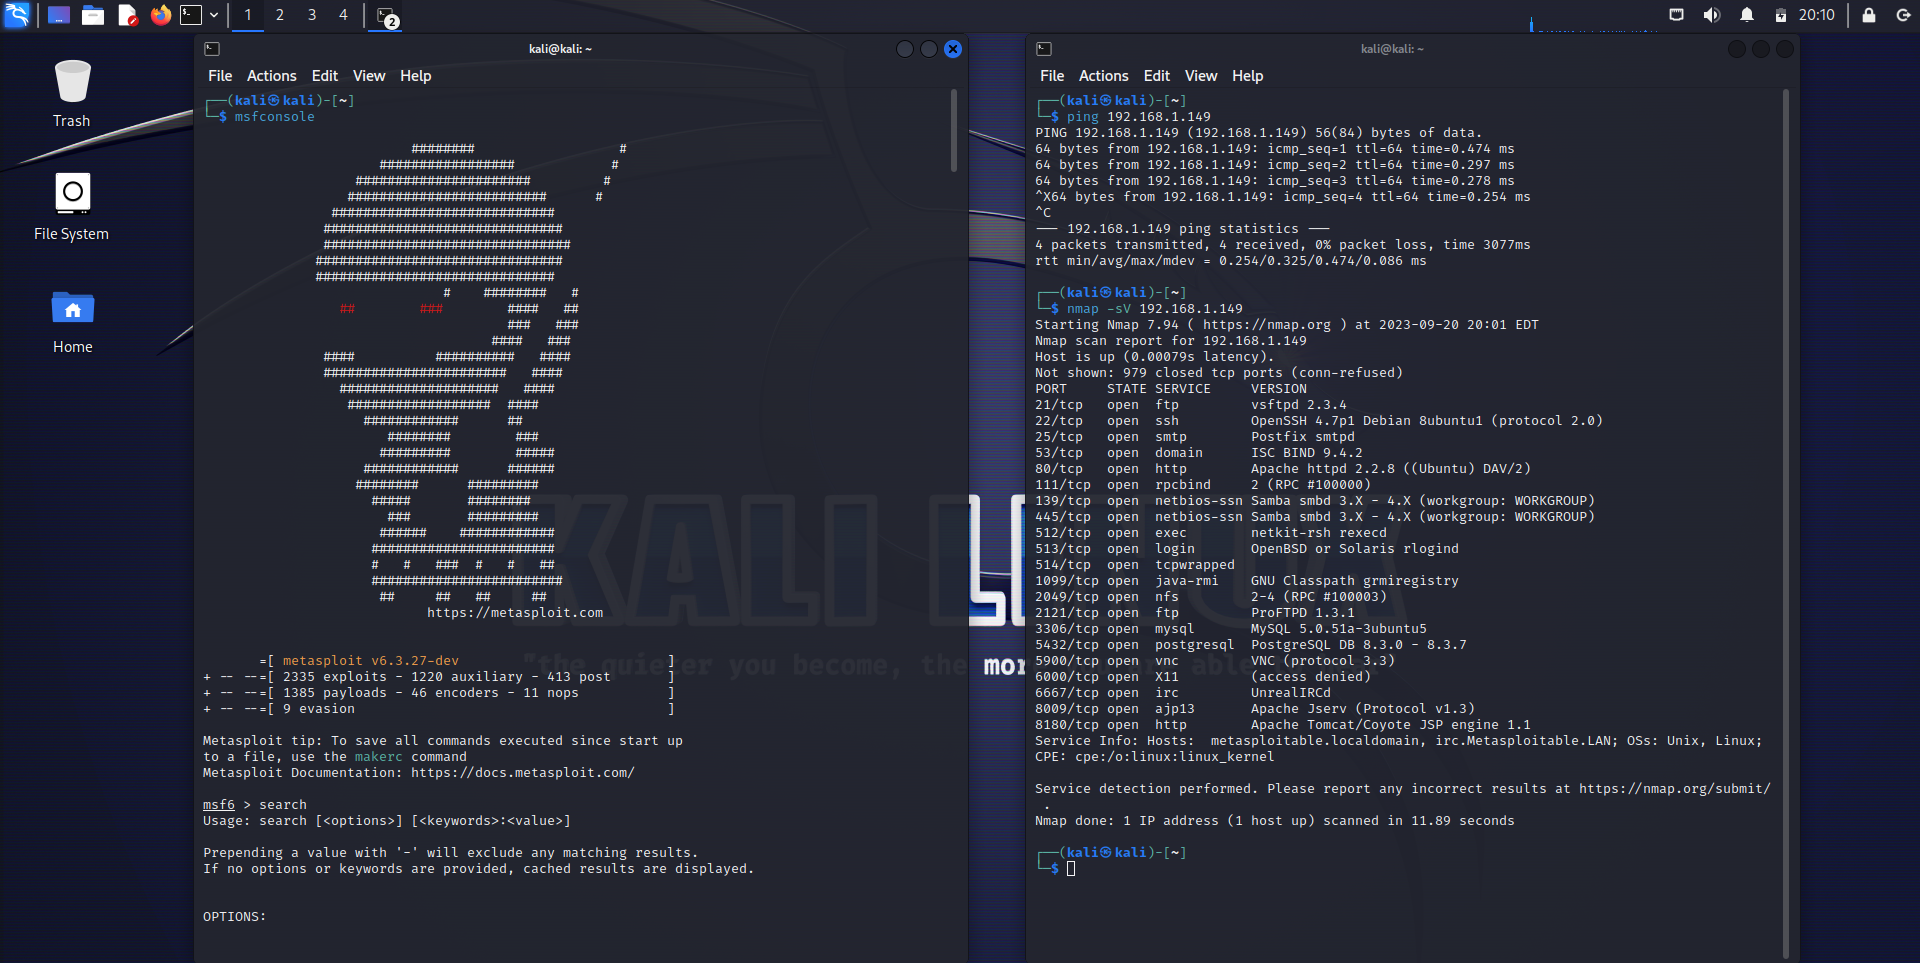 1 2 3 4 2 20:10
Trash
File System
Home
kali@kali: ~
File Actions Edit View Help
┌──(kali㉿kali)-[~]
└─$ msfconsole
########                  #
#################            #
######################         #
#########################      #
############################
##############################
###############################
###############################
##############################
#    ########   #
##        ###        ####   ##
###   ###
####   ###
####          ##########   ####
#######################   ####
####################   ####
##################  ####
############      ##
########        ###
#########        #####
############      ######
########      #########
#####       ########
###       #########
######    ############
#######################
#   #   ###  #   #   ##
########################
##     ##   ##     ##
https://metasploit.com
=[ metasploit v6.3.27-dev                          ]
+ -- --=[ 2335 exploits - 1220 auxiliary - 413 post       ]
+ -- --=[ 1385 payloads - 46 encoders - 11 nops           ]
+ -- --=[ 9 evasion                                       ]
Metasploit tip: To save all commands executed since start up
to a file, use the makerc command
Metasploit Documentation: https://docs.metasploit.com/
msf6 > search
Usage: search [<options>] [<keywords>:<value>]
Prepending a value with '-' will exclude any matching results.
If no options or keywords are provided, cached results are displayed.
OPTIONS:
kali@kali: ~
File Actions Edit View Help
┌──(kali㉿kali)-[~]
└─$ ping 192.168.1.149
PING 192.168.1.149 (192.168.1.149) 56(84) bytes of data.
64 bytes from 192.168.1.149: icmp_seq=1 ttl=64 time=0.474 ms
64 bytes from 192.168.1.149: icmp_seq=2 ttl=64 time=0.297 ms
64 bytes from 192.168.1.149: icmp_seq=3 ttl=64 time=0.278 ms
^X64 bytes from 192.168.1.149: icmp_seq=4 ttl=64 time=0.254 ms
^C
--- 192.168.1.149 ping statistics ---
4 packets transmitted, 4 received, 0% packet loss, time 3077ms
rtt min/avg/max/mdev = 0.254/0.325/0.474/0.086 ms
┌──(kali㉿kali)-[~]
└─$ nmap -sV 192.168.1.149
Starting Nmap 7.94 ( https://nmap.org ) at 2023-09-20 20:01 EDT
Nmap scan report for 192.168.1.149
Host is up (0.00079s latency).
Not shown: 979 closed tcp ports (conn-refused)
PORT     STATE SERVICE     VERSION
21/tcp   open  ftp         vsftpd 2.3.4
22/tcp   open  ssh         OpenSSH 4.7p1 Debian 8ubuntu1 (protocol 2.0)
25/tcp   open  smtp        Postfix smtpd
53/tcp   open  domain      ISC BIND 9.4.2
80/tcp   open  http        Apache httpd 2.2.8 ((Ubuntu) DAV/2)
111/tcp  open  rpcbind     2 (RPC #100000)
139/tcp  open  netbios-ssn Samba smbd 3.X - 4.X (workgroup: WORKGROUP)
445/tcp  open  netbios-ssn Samba smbd 3.X - 4.X (workgroup: WORKGROUP)
512/tcp  open  exec        netkit-rsh rexecd
513/tcp  open  login       OpenBSD or Solaris rlogind
514/tcp  open  tcpwrapped
1099/tcp open  java-rmi    GNU Classpath grmiregistry
2049/tcp open  nfs         2-4 (RPC #100003)
2121/tcp open  ftp         ProFTPD 1.3.1
3306/tcp open  mysql       MySQL 5.0.51a-3ubuntu5
5432/tcp open  postgresql  PostgreSQL DB 8.3.0 - 8.3.7
5900/tcp open  vnc         VNC (protocol 3.3)
6000/tcp open  X11         (access denied)
6667/tcp open  irc         UnrealIRCd
8009/tcp open  ajp13       Apache Jserv (Protocol v1.3)
8180/tcp open  http        Apache Tomcat/Coyote JSP engine 1.1
Service Info: Hosts:  metasploitable.localdomain, irc.Metasploitable.LAN; OSs: Unix, Linux;
CPE: cpe:/o:linux:linux_kernel
Service detection performed. Please report any incorrect results at https://nmap.org/submit/
.
Nmap done: 1 IP address (1 host up) scanned in 11.89 seconds
┌──(kali㉿kali)-[~]
└─$
KALI LINUX
"the quieter you become, the more you are able to hear"